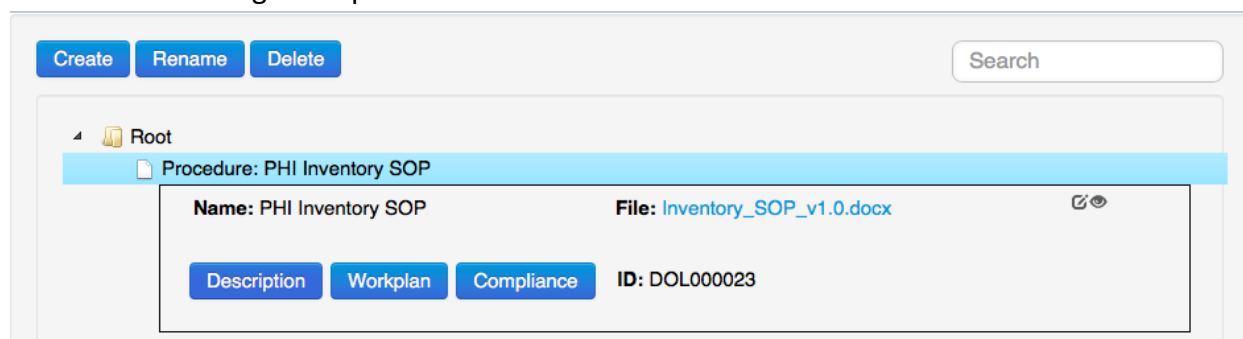 Create Rename Delete Search
Root
Procedure: PHI Inventory SOP
Name: PHI Inventory SOP File: Inventory_SOP_v1.0.docx
Description Workplan Compliance ID: DOL000023